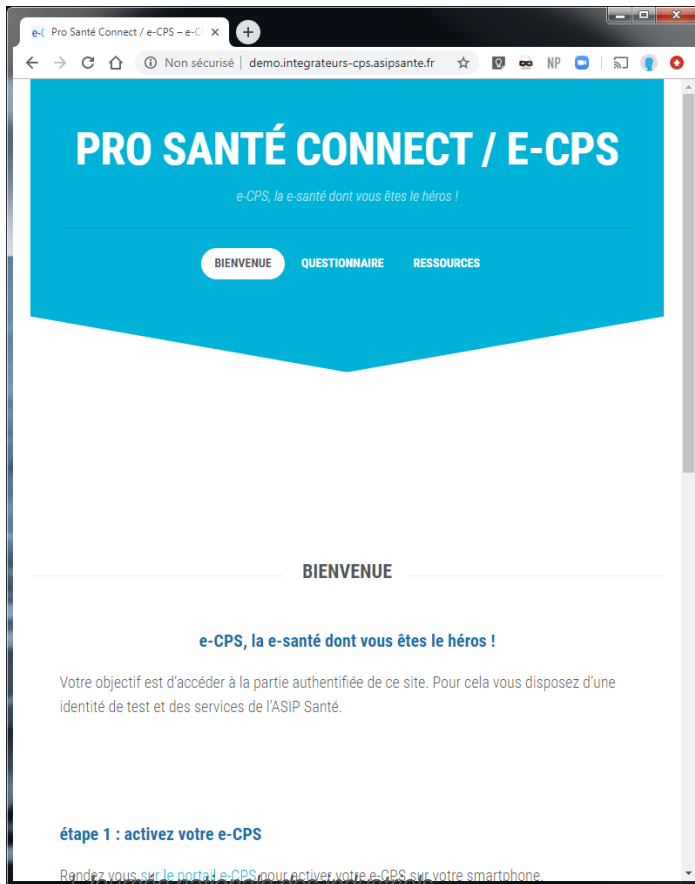 e-( Pro Santé Connect / e-CPS – e-C
Non sécurisé | demo.integrateurs-cps.asipsante.fr
NP
PRO SANTÉ CONNECT / E-CPS
e-CPS, la e-santé dont vous êtes le héros !
BIENVENUE QUESTIONNAIRE RESSOURCES
BIENVENUE
e-CPS, la e-santé dont vous êtes le héros !
Votre objectif est d'accéder à la partie authentifiée de ce site. Pour cela vous disposez d'une
identité de test et des services de l'ASIP Santé.
étape 1 : activez votre e-CPS
Rendez vous sur le portail e-CPS pour activer votre e-CPS sur votre smartphone.